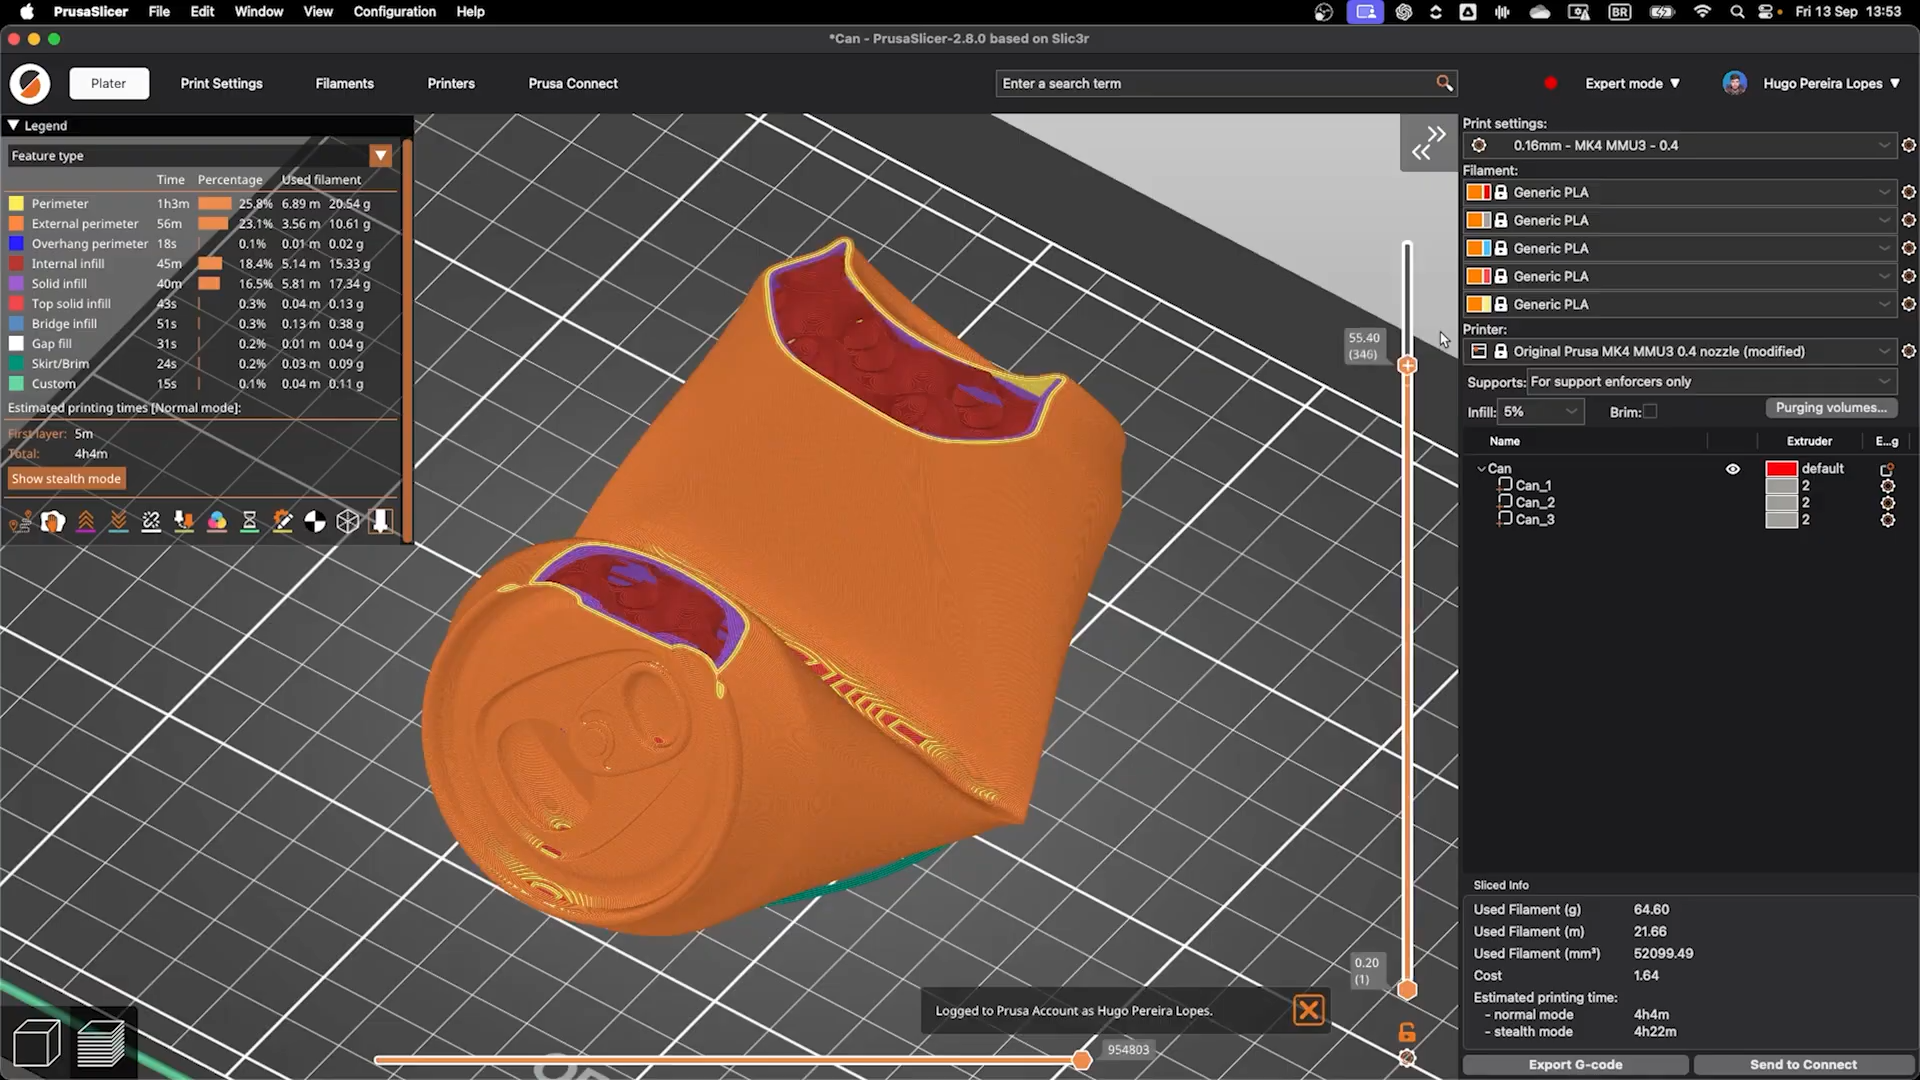 PrusaSlicer File Edit Window View Configuration Help
BR
Fri 13 Sep 13:53
*Can - PrusaSlicer-2.8.0 based on Slic3r
Plater Print Settings Filaments Printers Prusa Connect
Enter a search term
Expert mode
Hugo Pereira Lopes
Legend
Feature type
Time Percentage Used filament
Perimeter 1h3m 25.8% 6.89 m 20.54 g
External perimeter 56m 23.1% 3.56 m 10.61 g
Overhang perimeter 18s 0.1% 0.01 m 0.02 g
Internal infill 45m 18.4% 5.14 m 15.33 g
Solid infill 40m 16.5% 5.81 m 17.34 g
Top solid infill 43s 0.3% 0.04 m 0.13 g
Bridge infill 51s 0.3% 0.13 m 0.38 g
Gap fill 31s 0.2% 0.01 m 0.04 g
Skirt/Brim 24s 0.2% 0.03 m 0.09 g
Custom 15s 0.1% 0.04 m 0.11 g
Estimated printing times [Normal mode]:
First layer: 5m
Total: 4h4m
Show stealth mode
55.40
(346)
0.20
(1)
954803
Logged to Prusa Account as Hugo Pereira Lopes.
Print settings:
0.16mm - MK4 MMU3 - 0.4
Filament:
Generic PLA
Generic PLA
Generic PLA
Generic PLA
Generic PLA
Printer:
Original Prusa MK4 MMU3 0.4 nozzle (modified)
Supports: For support enforcers only
Infill: 5% Brim: Purging volumes...
Name Extruder E...g
Can default
Can_1 2
Can_2 2
Can_3 2
Sliced Info
Used Filament (g) 64.60
Used Filament (m) 21.66
Used Filament (mm³) 52099.49
Cost 1.64
Estimated printing time:
- normal mode 4h4m
- stealth mode 4h22m
Export G-code Send to Connect